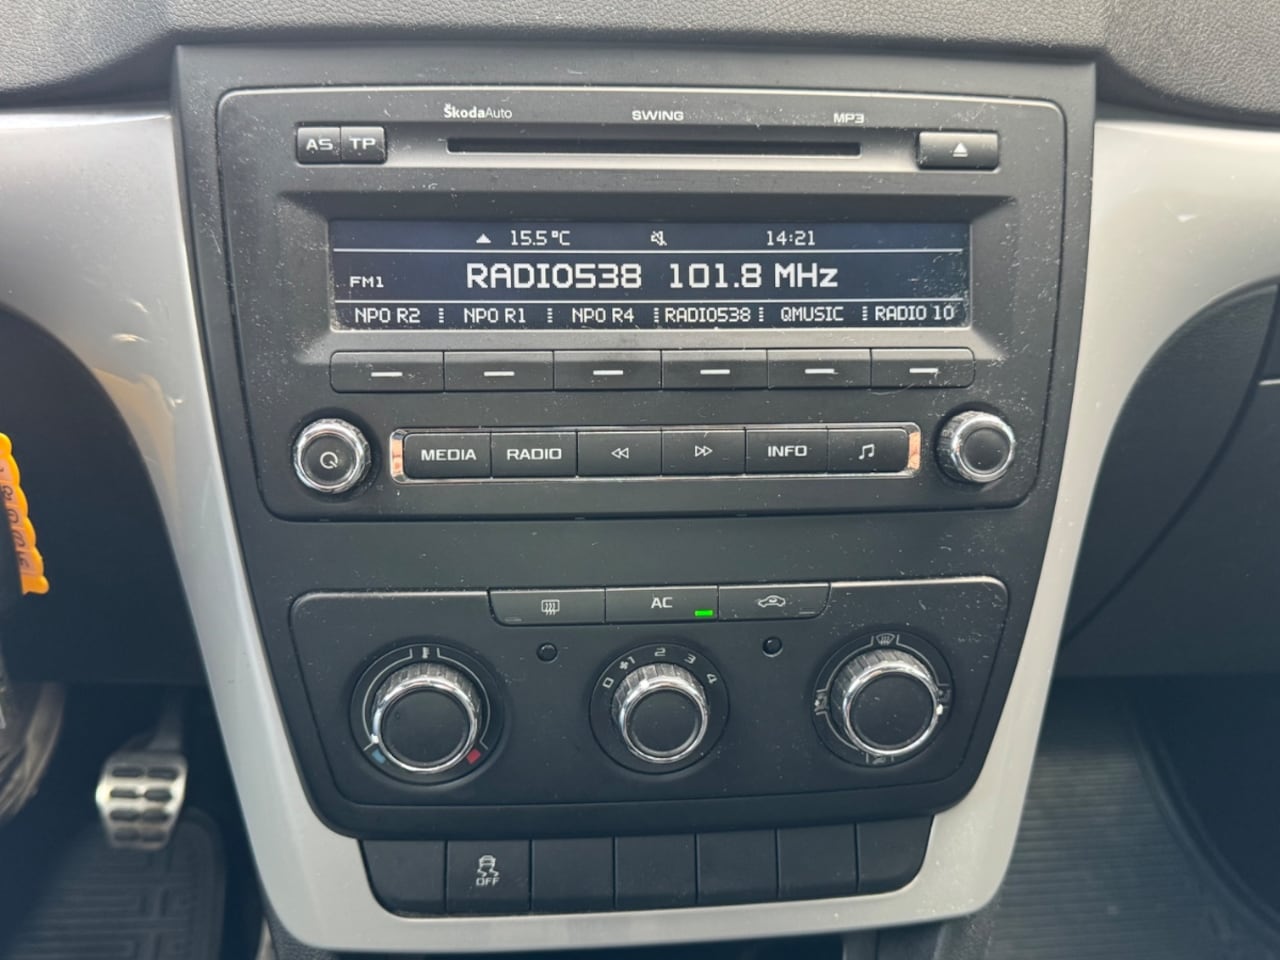 ŠkodaAuto SWING MP3
AS TP
15.5°C 14:21
FM1 RADIO538 101.8 MHz
NPO R2 NPO R1 NPO R4 RADIO538 QMUSIC RADIO 10
MEDIA RADIO INFO
AC
0 1 2 3 4
OFF